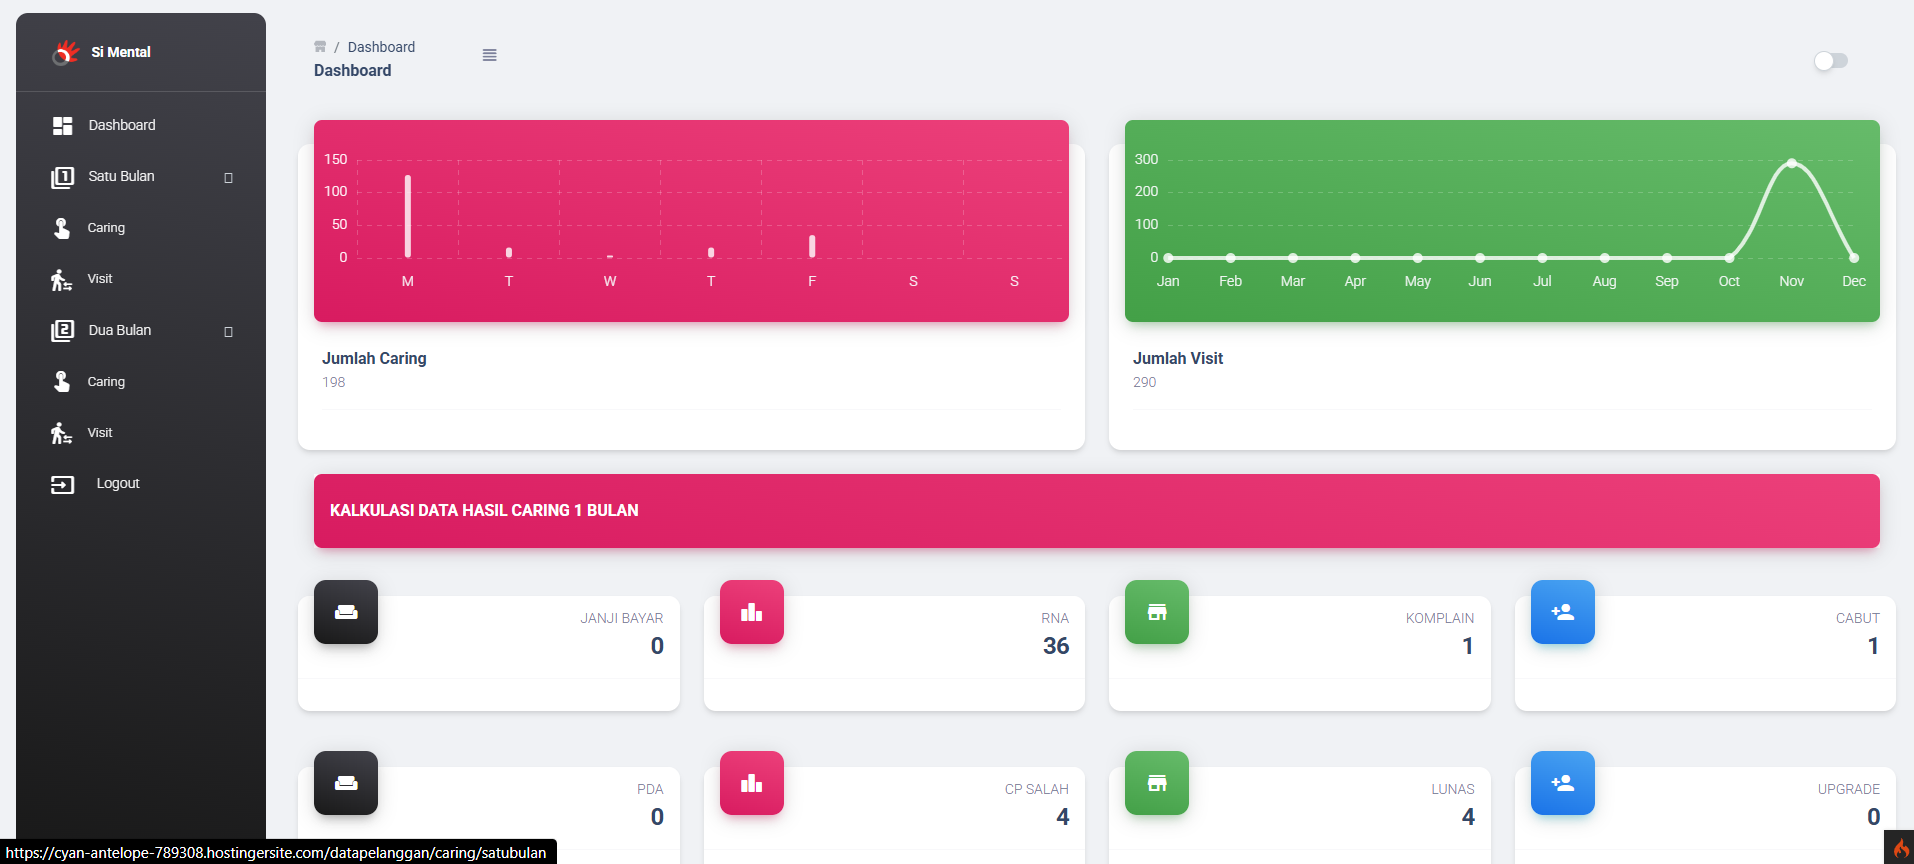 Si Mental
Dashboard
Satu Bulan
Caring
Visit
Dua Bulan
Caring
Visit
Logout
/ Dashboard
Dashboard
150
100
50
0
M T W T F S S
Jumlah Caring
198
300
200
100
0
Jan Feb Mar Apr May Jun Jul Aug Sep Oct Nov Dec
Jumlah Visit
290
KALKULASI DATA HASIL CARING 1 BULAN
JANJI BAYAR
0
RNA
36
KOMPLAIN
1
CABUT
1
PDA
0
CP SALAH
4
LUNAS
4
UPGRADE
0
https://cyan-antelope-789308.hostingersite.com/datapelanggan/caring/satubulan